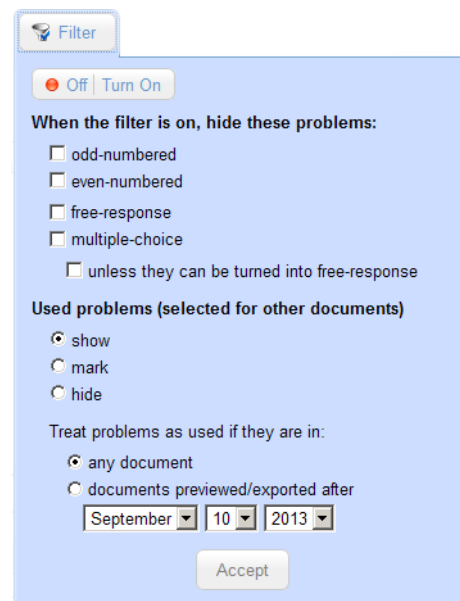 Filter
Off | Turn On
When the filter is on, hide these problems:
odd-numbered
even-numbered
free-response
multiple-choice
unless they can be turned into free-response
Used problems (selected for other documents)
show
mark
hide
Treat problems as used if they are in:
any document
documents previewed/exported after
September 10 2013
Accept